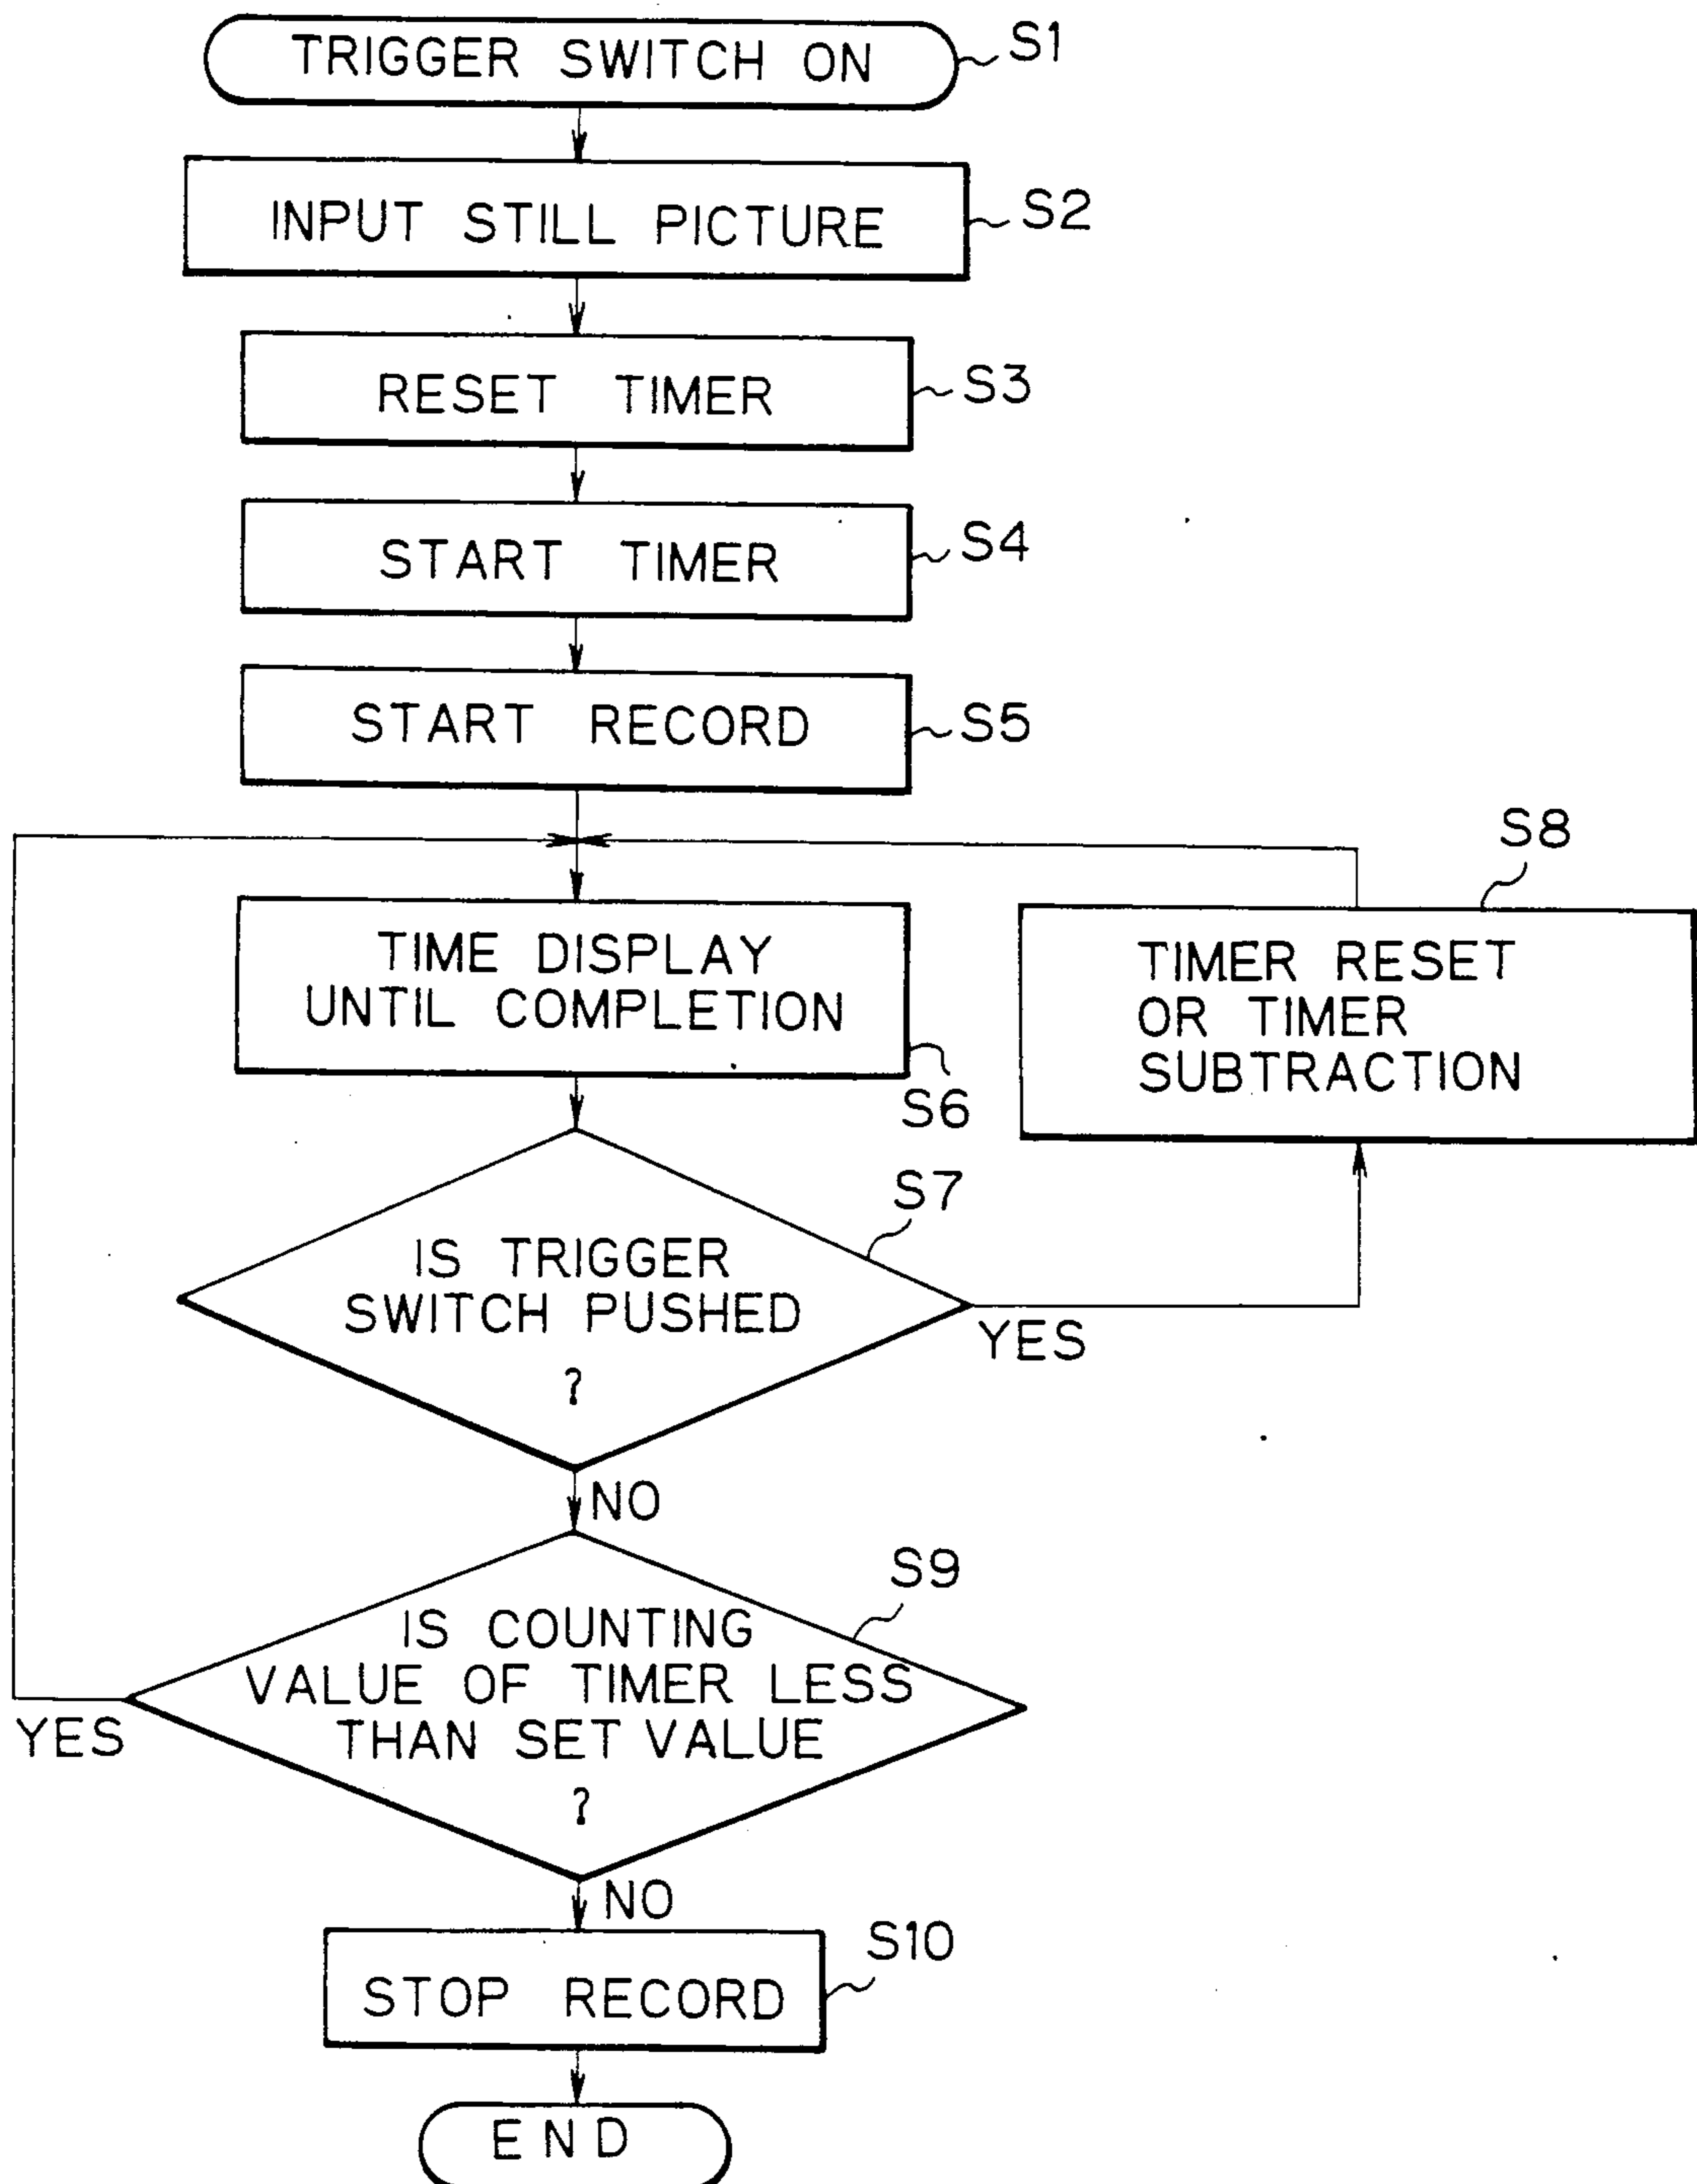 TRIGGER SWITCH ON
S1
INPUT STILL PICTURE
S2
RESET TIMER
S3
START TIMER
S4
START RECORD
S5
S8
TIME DISPLAY
UNTIL COMPLETION
S6
TIMER RESET
OR TIMER
SUBTRACTION
S7
IS TRIGGER
SWITCH PUSHED
?
YES
NO
S9
IS COUNTING
VALUE OF TIMER LESS
THAN SET VALUE
?
YES
NO
S10
STOP RECORD
END